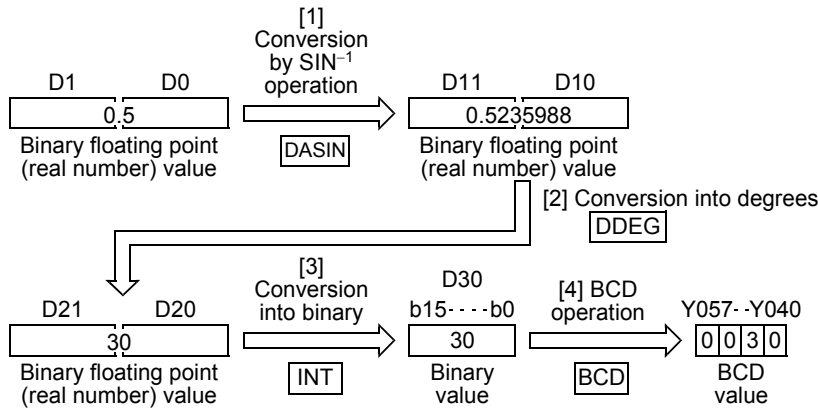 [1]
Conversion
by SIN⁻¹
operation
D1 D0
0.5
Binary floating point
(real number) value
DASIN
D11 D10
0.5235988
Binary floating point
(real number) value
[2] Conversion into degrees
DDEG
D21 D20
30
Binary floating point
(real number) value
[3]
Conversion
into binary
INT
D30
b15----b0
30
Binary
value
[4] BCD
operation
BCD
Y057--Y040
0 0 3 0
BCD
value